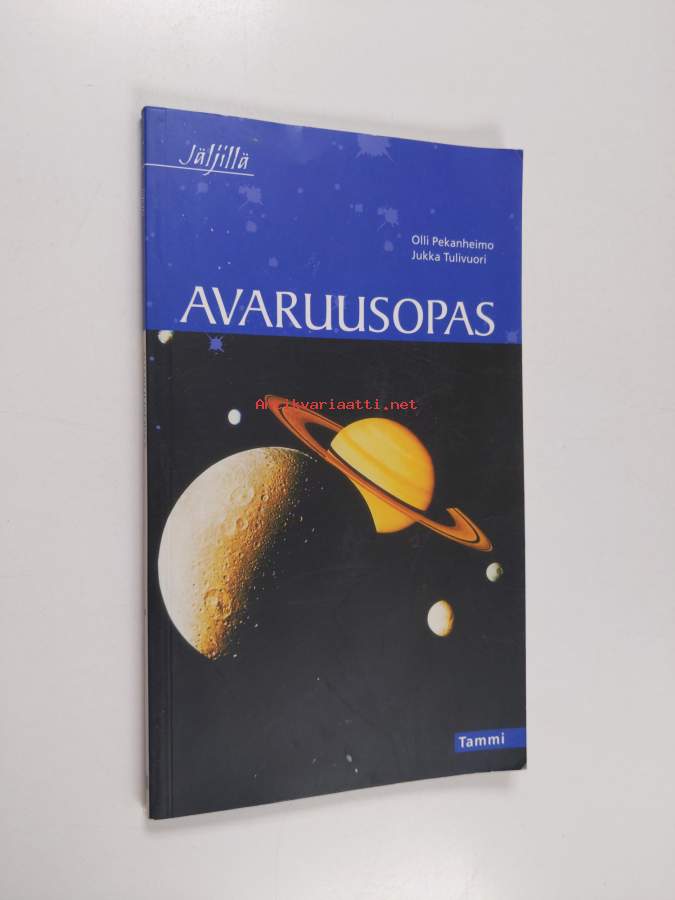 Jäljillä
Olli Pekanheimo
Jukka Tulivuori
AVARUUSOPAS
Antikvariaatti.net
Tammi